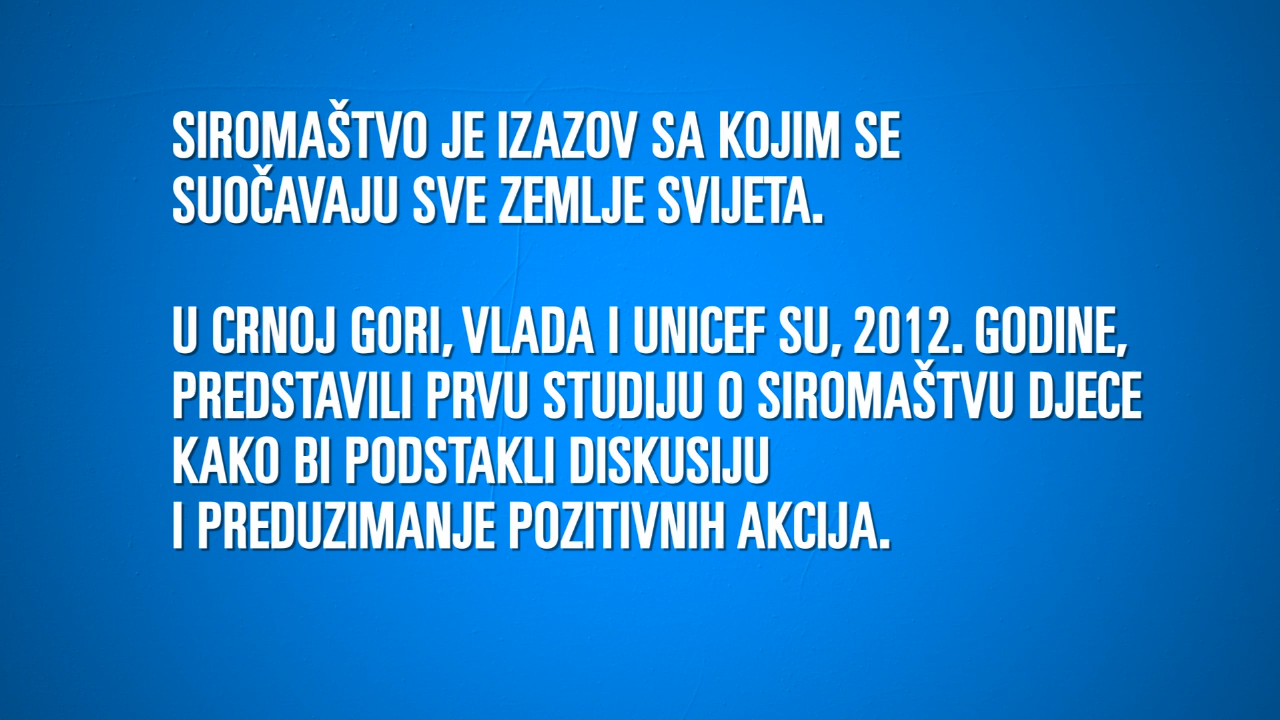 SIROMAŠTVO JE IZAZOV SA KOJIM SE
SUOČAVAJU SVE ZEMLJE SVIJETA.
U CRNOJ GORI, VLADA I UNICEF SU, 2012. GODINE,
PREDSTAVILI PRVU STUDIJU O SIROMAŠTVU DJECE
KAKO BI PODSTAKLI DISKUSIJU
I PREDUZIMANJE POZITIVNIH AKCIJA.